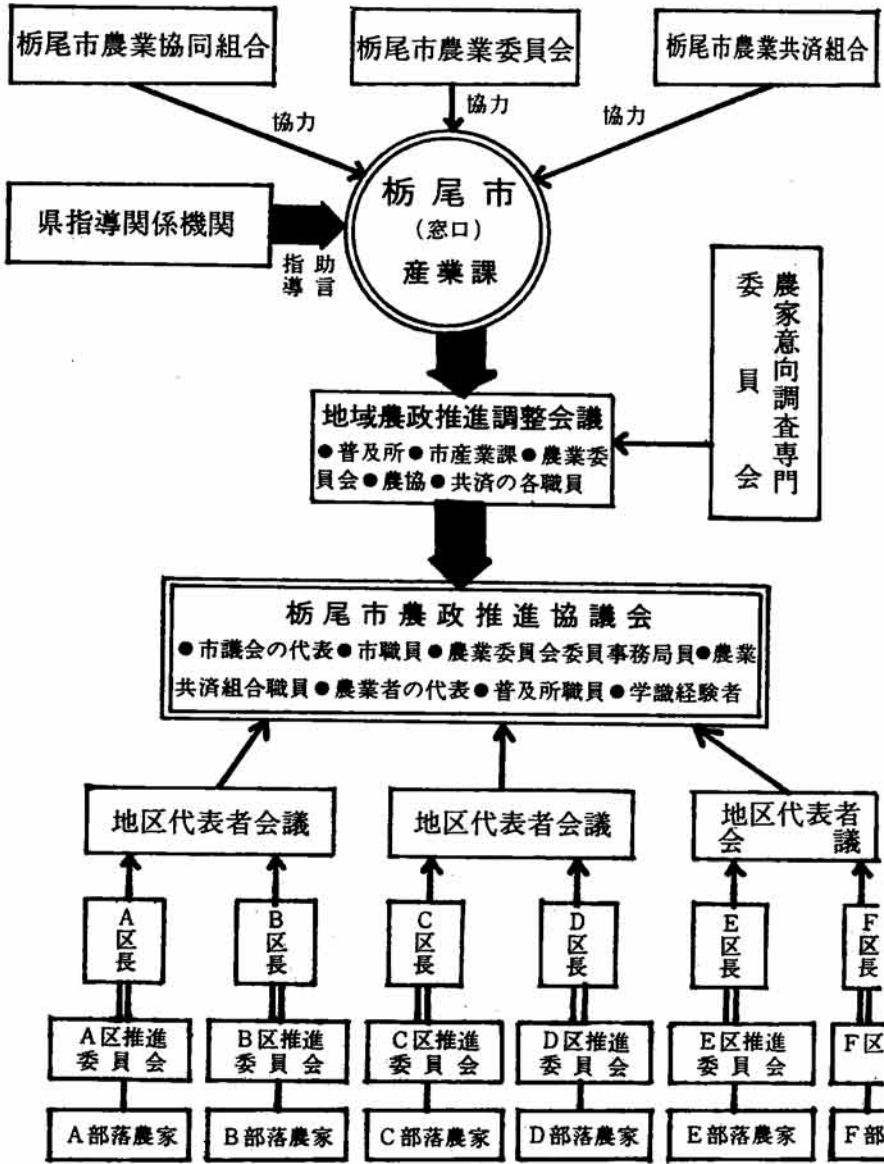 栃尾市農業協同組合
栃尾市農業委員会
栃尾市農業共済組合
協力
協力
協力
県指導関係機関
指導
助言
栃尾市
(窓口)
産業課
農家意向調査専門
委員会
地域農政推進調整会議
●普及所●市産業課●農業委
員会●農協●共済の各職員
栃尾市農政推進協議会
●市議会の代表●市職員●農業委員会委員事務局員●農業
共済組合職員●農業者の代表●普及所職員●学識経験者
地区代表者会議
地区代表者会議
地区代表者
会議
A区長
B区長
C区長
D区長
E区長
F区長
A区推進
委員会
B区推進
委員会
C区推進
委員会
D区推進
委員会
E区推進
委員会
F区
A部落農家
B部落農家
C部落農家
D部落農家
E部落農家
F部